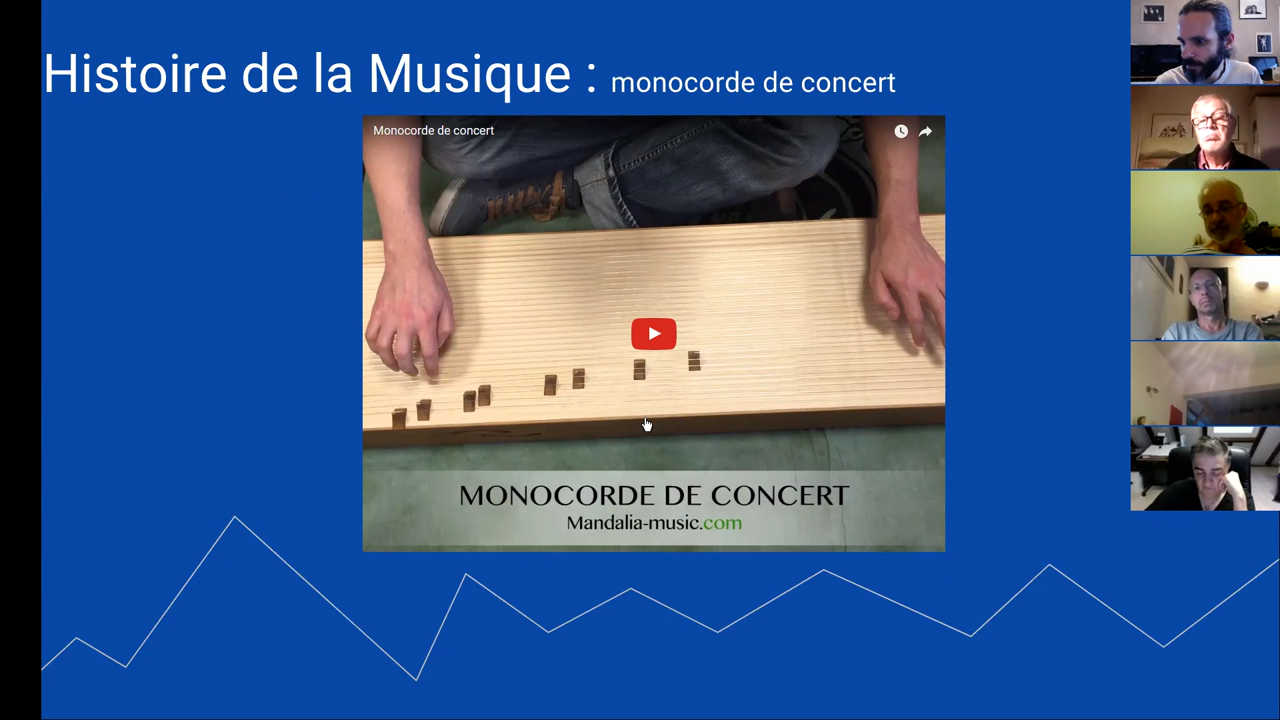 Histoire de la Musique : monocorde de concert
Monocorde de concert
MONOCORDE DE CONCERT
Mandalia-music.com